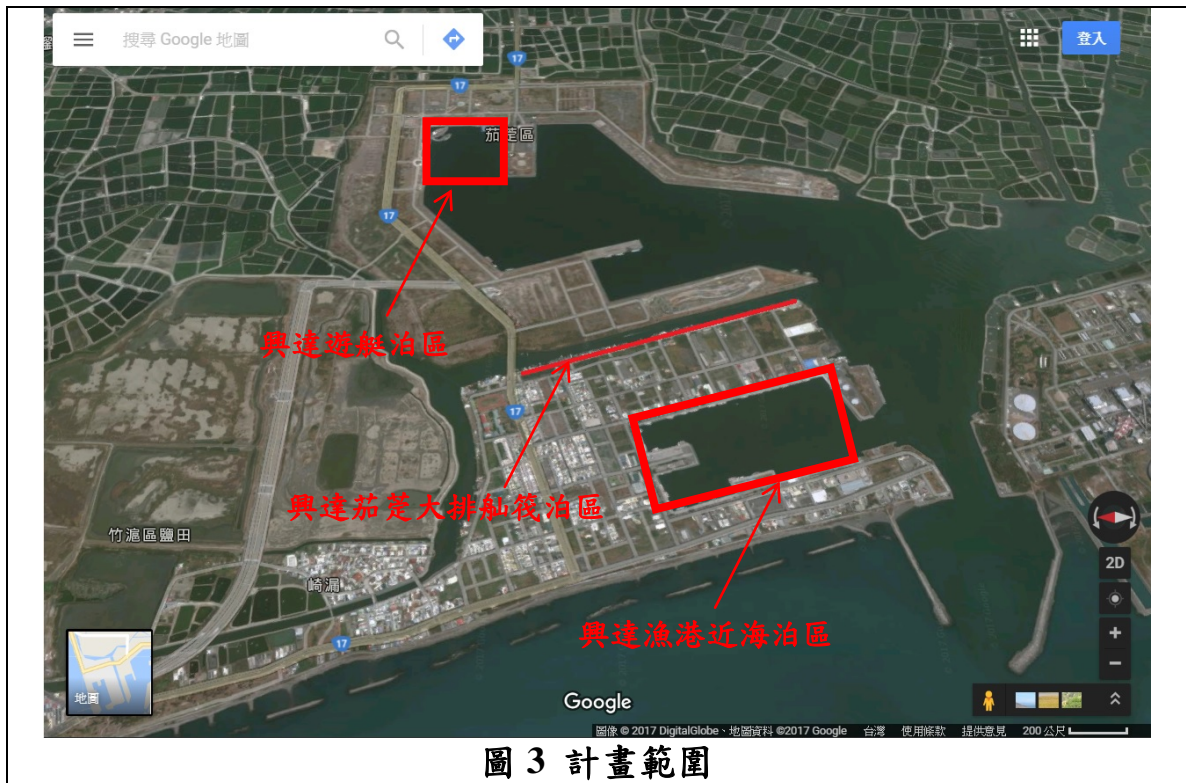 搜尋 Google 地圖
登入
17
17
茄萣區
17
興達遊艇泊區
17
興達茄萣大排舢筏泊區
竹滬區鹽田
崎漏
2D
興達漁港近海泊區
17
地圖
Google
圖像 © 2017 DigitalGlobe、地圖資料 ©2017 Google 台灣 使用條款 提供意見 200 公尺
圖 3 計畫範圍